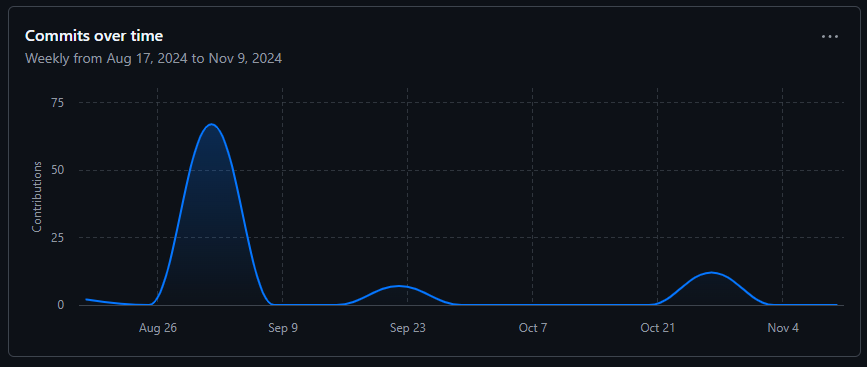 Commits over time
Weekly from Aug 17, 2024 to Nov 9, 2024
Contributions
75
50
25
0
Aug 26
Sep 9
Sep 23
Oct 7
Oct 21
Nov 4